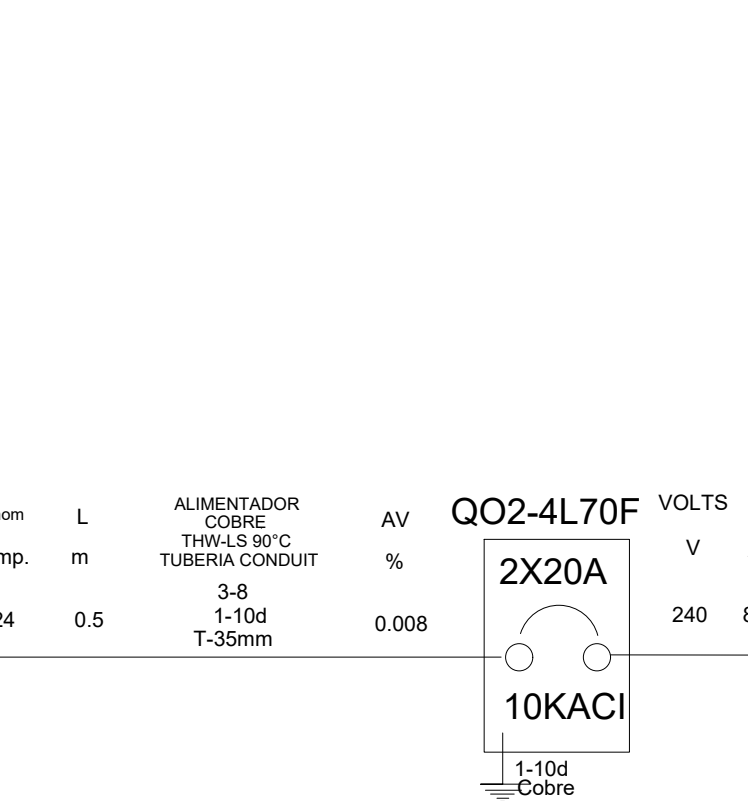 nom
mp.
24
L
m
0.5
ALIMENTADOR
COBRE
THW-LS 90°C
TUBERIA CONDUIT
3-8
1-10d
T-35mm
AV
%
0.008
QO2-4L70F
2X20A
10KACI
1-10d
Cobre
VOLTS
V
240